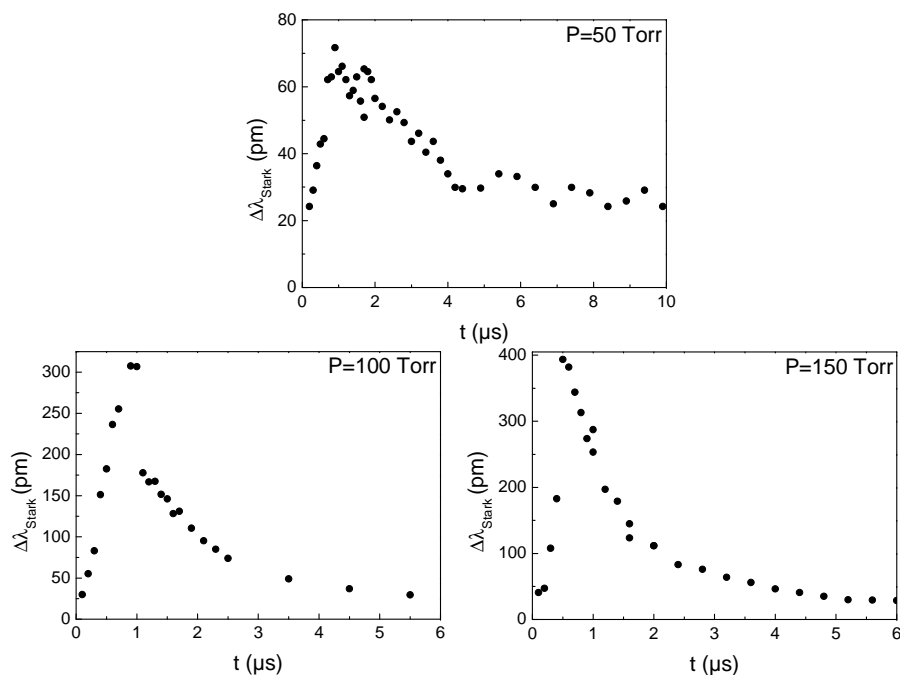 P=50 Torr
80
60
40
20
0
Δλ_Stark (pm)
0 2 4 6 8 10
t (μs)
P=100 Torr
300
250
200
150
100
50
0
Δλ_Stark (pm)
0 1 2 3 4 5 6
t (μs)
P=150 Torr
400
300
200
100
0
Δλ_Stark (pm)
0 1 2 3 4 5 6
t (μs)